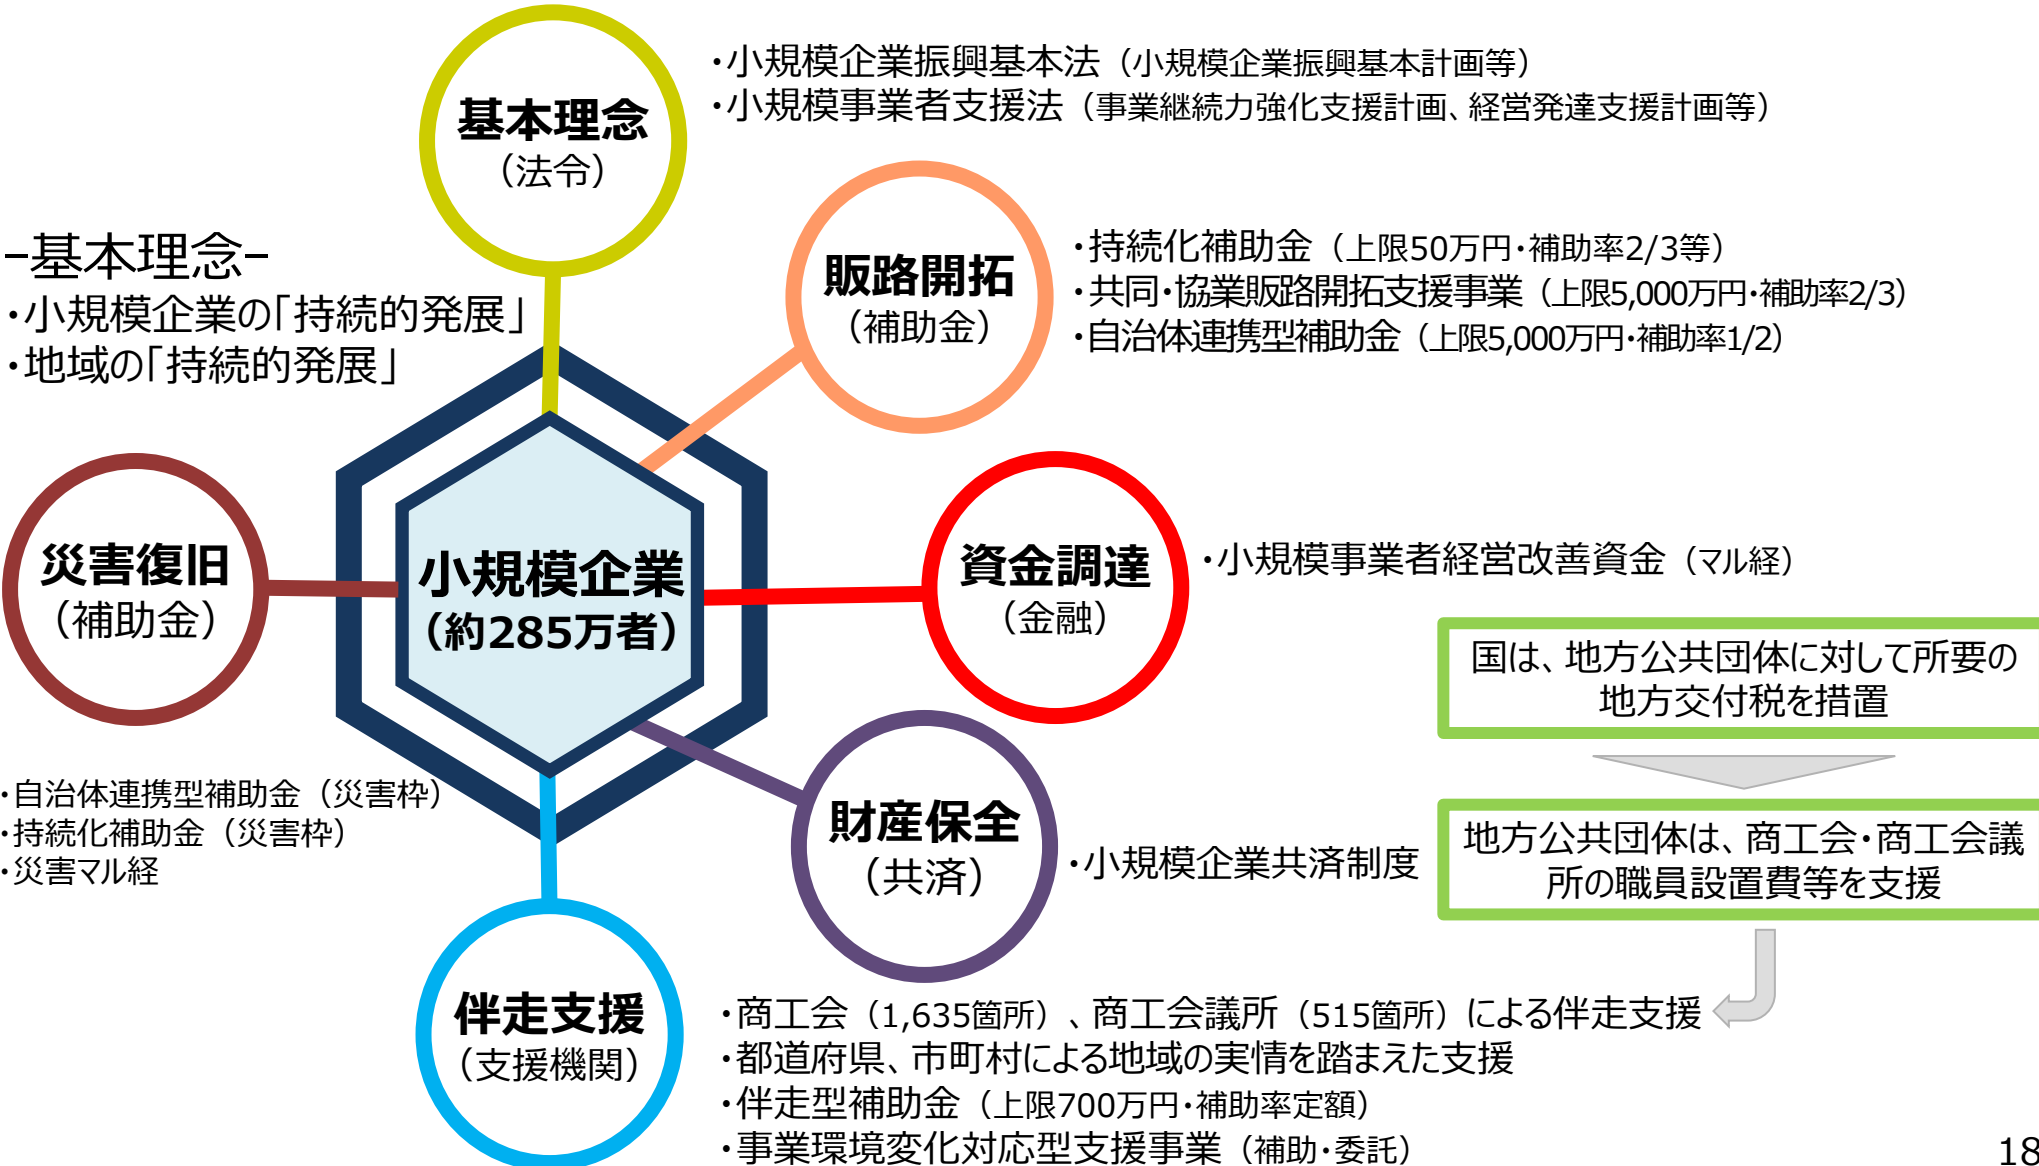 基本理念
（法令）
・小規模企業振興基本法（小規模企業振興基本計画等）
・小規模事業者支援法（事業継続力強化支援計画、経営発達支援計画等）
−基本理念−
・小規模企業の「持続的発展」
・地域の「持続的発展」
販路開拓
（補助金）
・持続化補助金（上限50万円・補助率2/3等）
・共同・協業販路開拓支援事業（上限5,000万円・補助率2/3）
・自治体連携型補助金（上限5,000万円・補助率1/2）
災害復旧
（補助金）
小規模企業
（約285万者）
資金調達
（金融）
・小規模事業者経営改善資金（マル経）
国は、地方公共団体に対して所要の
地方交付税を措置
・自治体連携型補助金（災害枠）
・持続化補助金（災害枠）
・災害マル経
財産保全
（共済）
・小規模企業共済制度
地方公共団体は、商工会・商工会議
所の職員設置費等を支援
伴走支援
（支援機関）
・商工会（1,635箇所）、商工会議所（515箇所）による伴走支援
・都道府県、市町村による地域の実情を踏まえた支援
・伴走型補助金（上限700万円・補助率定額）
・事業環境変化対応型支援事業（補助・委託）
18